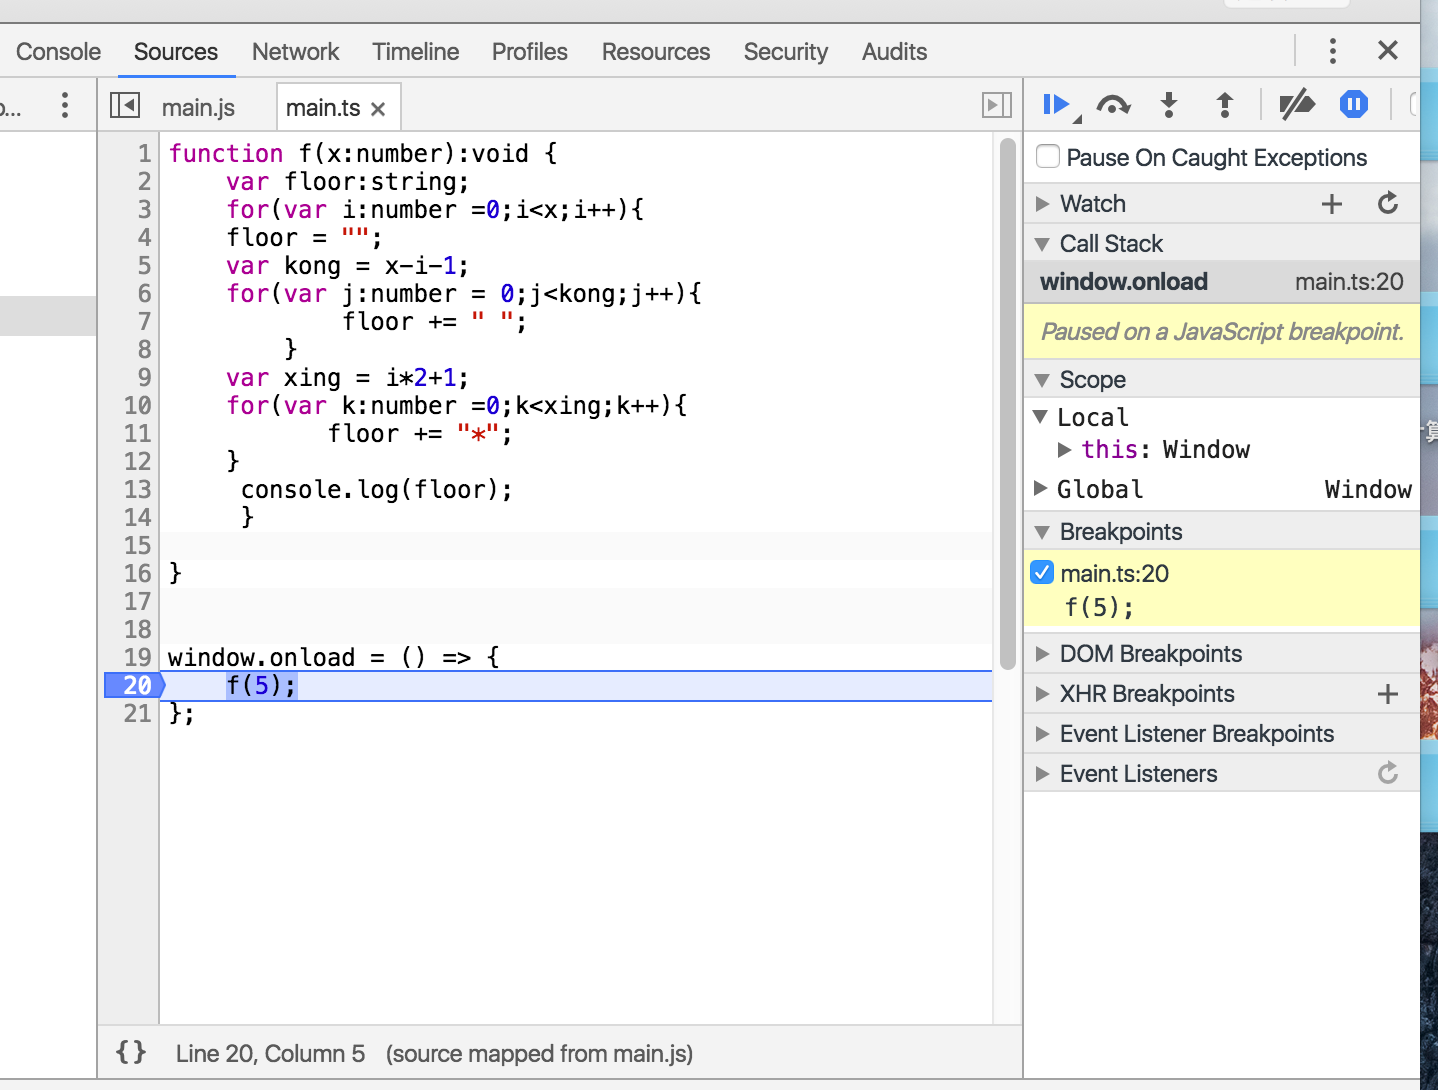 Console Sources Network Timeline Profiles Resources Security Audits
main.js main.ts ×
1 function f(x:number):void {
2 var floor:string;
3 for(var i:number =0;i<x;i++){
4 floor = "";
5 var kong = x-i-1;
6 for(var j:number = 0;j<kong;j++){
7 floor += " ";
8 }
9 var xing = i*2+1;
10 for(var k:number =0;k<xing;k++){
11 floor += "*";
12 }
13 console.log(floor);
14 }
15
16 }
17
18
19 window.onload = () => {
20 f(5);
21 };
{} Line 20, Column 5 (source mapped from main.js)
Pause On Caught Exceptions
Watch
Call Stack
window.onload main.ts:20
Paused on a JavaScript breakpoint.
Scope
Local
this: Window
Global Window
Breakpoints
main.ts:20
f(5);
DOM Breakpoints
XHR Breakpoints
Event Listener Breakpoints
Event Listeners